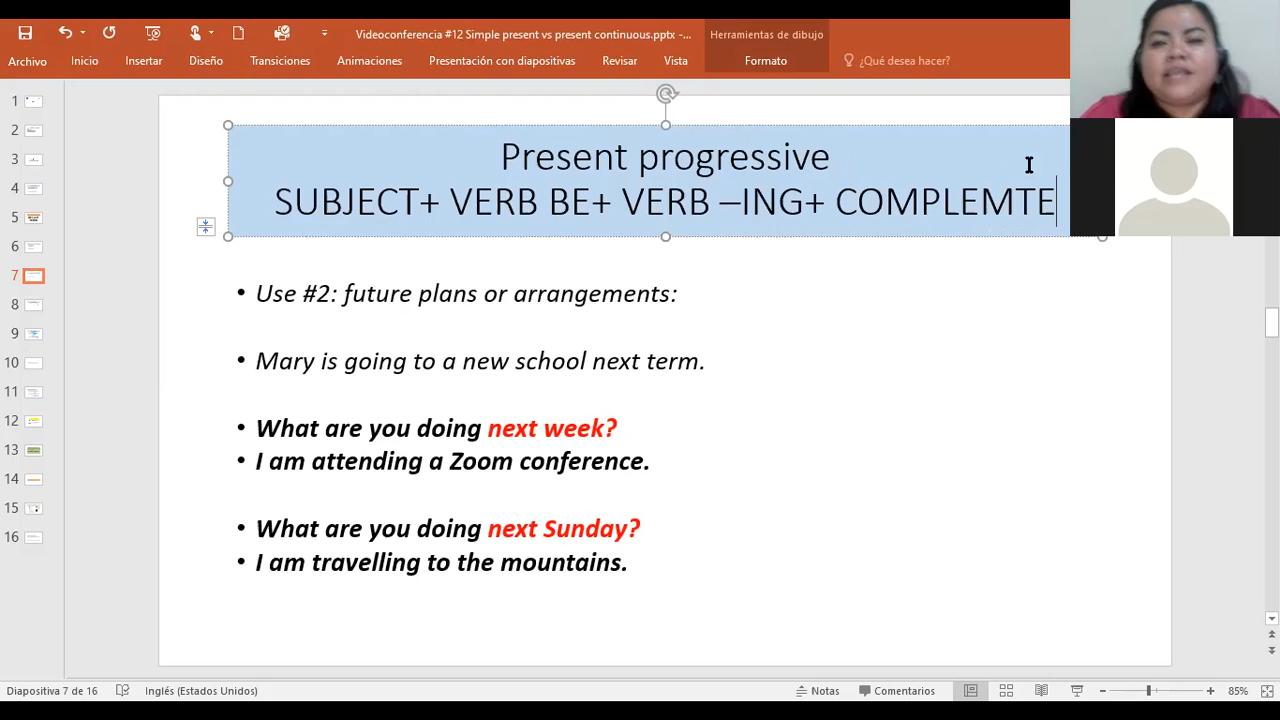 Videoconferencia #12 Simple present vs present continuous.pptx -...
Herramientas de dibujo
Archivo
Inicio
Insertar
Diseño
Transiciones
Animaciones
Presentación con diapositivas
Revisar
Vista
Formato
¿Qué desea hacer?
1
2
3
4
5
6
7
8
9
10
11
12
13
14
15
16
Present progressive
SUBJECT+ VERB BE+ VERB –ING+ COMPLEMTE
• Use #2: future plans or arrangements:
• Mary is going to a new school next term.
• What are you doing next week?
• I am attending a Zoom conference.
• What are you doing next Sunday?
• I am travelling to the mountains.
Diapositiva 7 de 16
Inglés (Estados Unidos)
Notas
Comentarios
85%